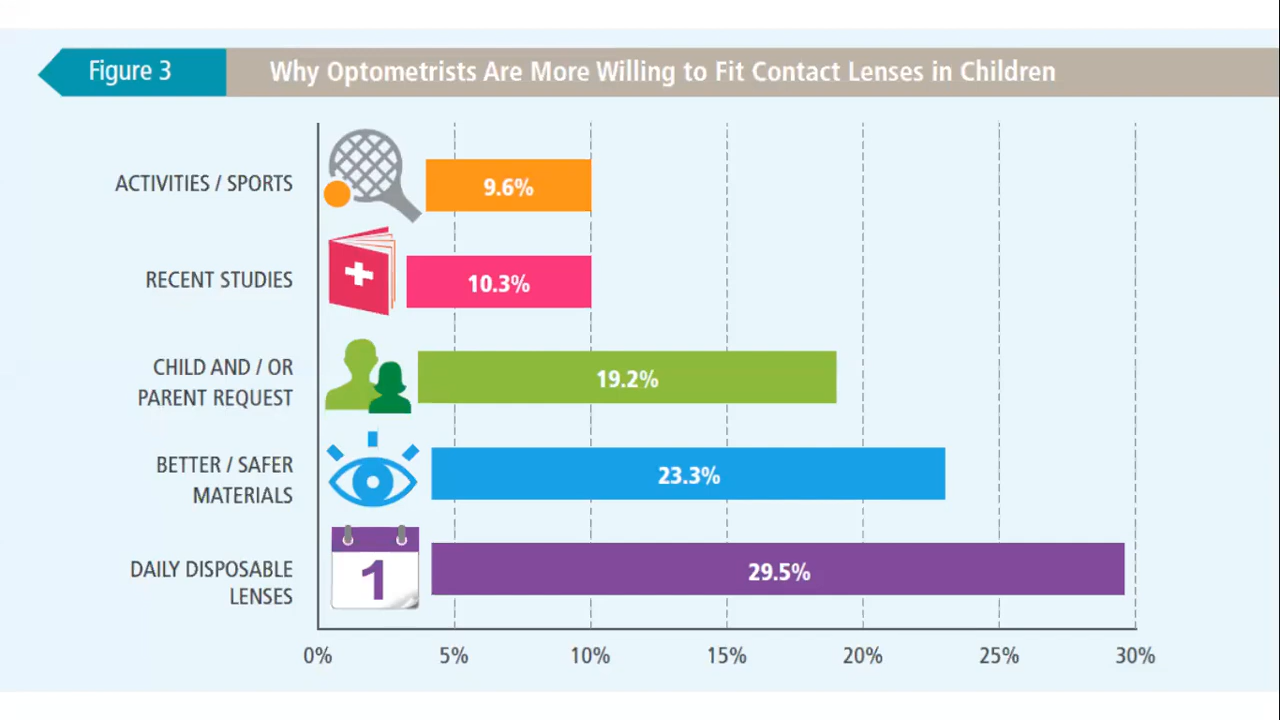 Figure 3
Why Optometrists Are More Willing to Fit Contact Lenses in Children
ACTIVITIES / SPORTS
9.6%
RECENT STUDIES
10.3%
CHILD AND / OR
PARENT REQUEST
19.2%
BETTER / SAFER
MATERIALS
23.3%
DAILY DISPOSABLE
LENSES
1
29.5%
0% 5% 10% 15% 20% 25% 30%